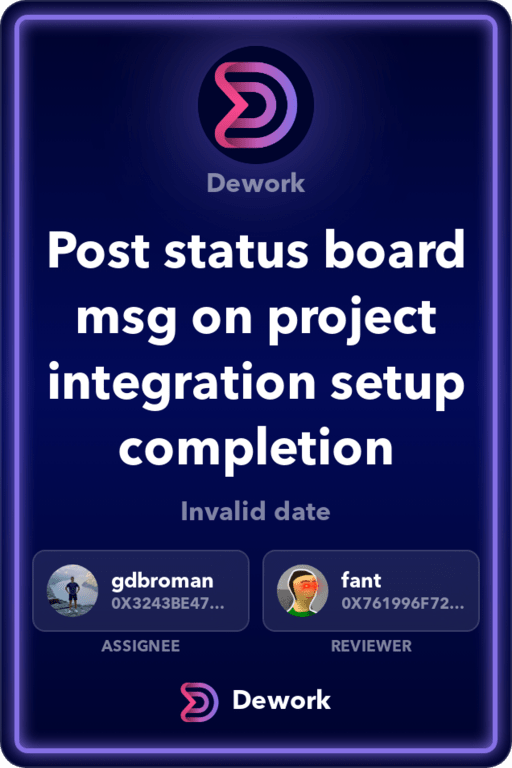 Dework
Post status board
msg on project
integration setup
completion
Invalid date
gdbroman
0X3243BE47...
fant
0X761996F72...
ASSIGNEE
REVIEWER
Dework